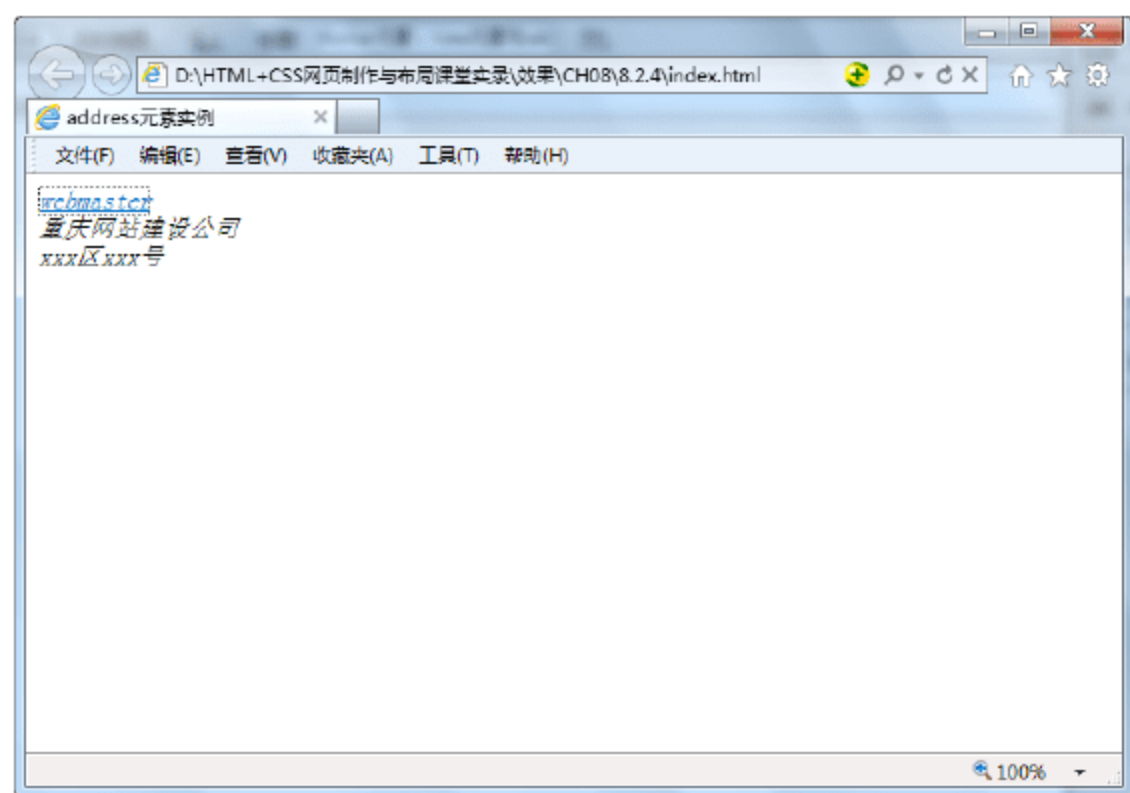 D:\HTML+CSS网页制作与布局课堂实录\效果\CH08\8.2.4\index.html
address元素实例
文件(F) 编辑(E) 查看(V) 收藏夹(A) 工具(T) 帮助(H)
webmaster
重庆网站建设公司
xxx区xxx号
100%